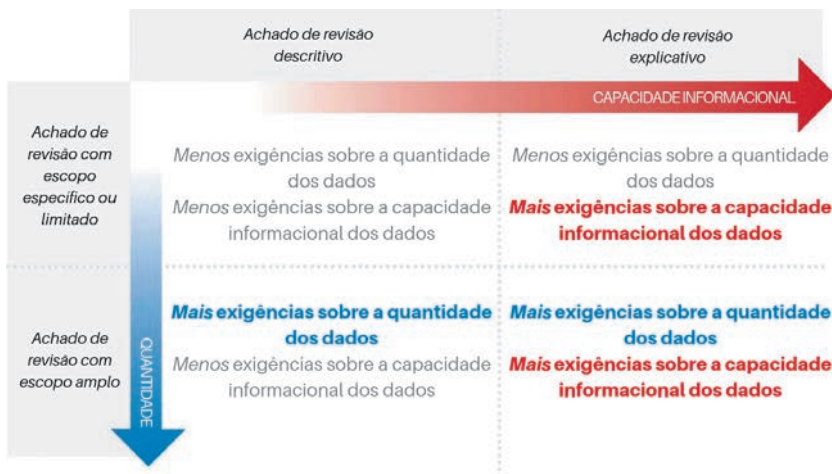 Achado de revisão
descritivo
Achado de revisão
explicativo
CAPACIDADE INFORMACIONAL
Achado de
revisão com
escopo
específico ou
limitado
Menos exigências sobre a quantidade
dos dados
Menos exigências sobre a capacidade
informacional dos dados
Menos exigências sobre a quantidade
dos dados
Mais exigências sobre a capacidade
informacional dos dados
Achado de
revisão com
escopo amplo
QUANTIDADE
Mais exigências sobre a quantidade
dos dados
Menos exigências sobre a capacidade
informacional dos dados
Mais exigências sobre a quantidade
dos dados
Mais exigências sobre a capacidade
informacional dos dados